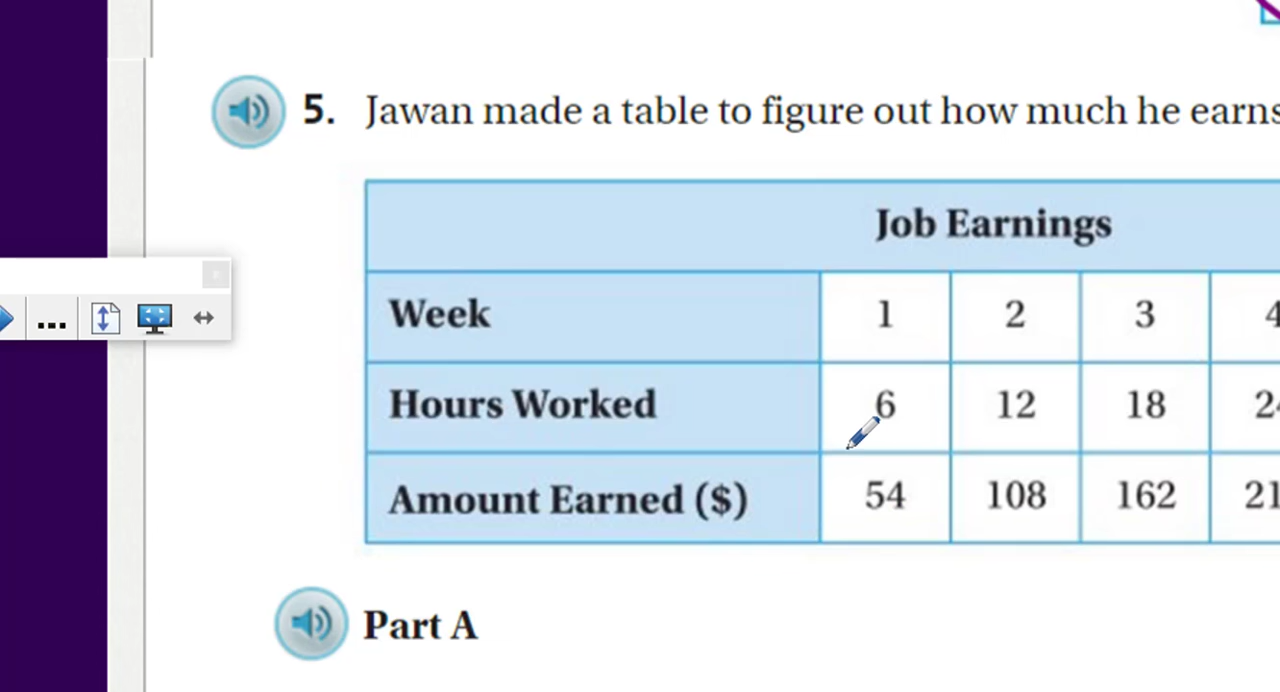 5. Jawan made a table to figure out how much he earns
Job Earnings
Week 1 2 3 4
Hours Worked 6 12 18
Amount Earned ($) 54 108 162
Part A